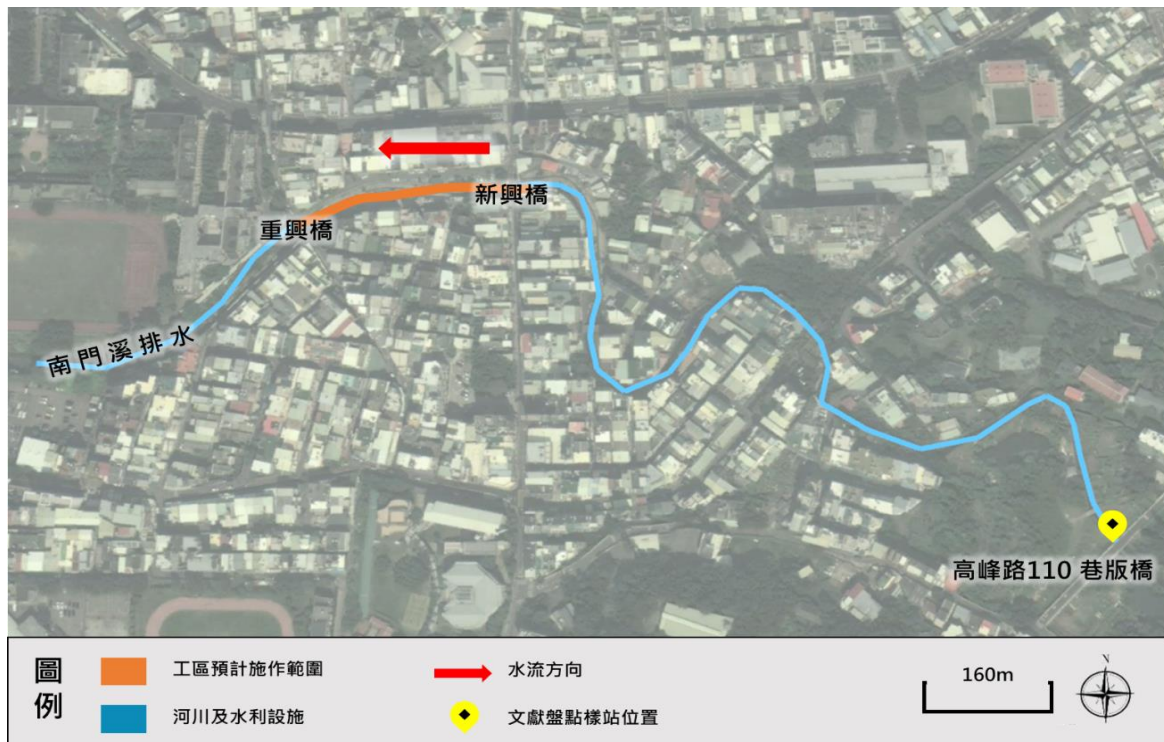 新興橋
重興橋
南門溪排水
高峰路110 巷版橋
圖例
工區預計施作範圍
水流方向
河川及水利設施
文獻盤點樣站位置
160m
N